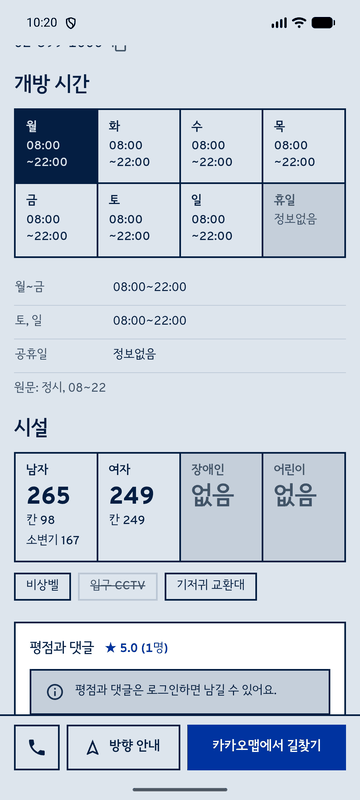 10:20
개방 시간
월
08:00
~22:00
화
08:00
~22:00
수
08:00
~22:00
목
08:00
~22:00
금
08:00
~22:00
토
08:00
~22:00
일
08:00
~22:00
휴일
정보없음
월~금 08:00~22:00
토, 일 08:00~22:00
공휴일 정보없음
원문: 정시, 08~22
시설
남자
265
칸 98
소변기 167
여자
249
칸 249
장애인
없음
어린이
없음
비상벨 입구 CCTV 기저귀 교환대
평점과 댓글 ★ 5.0 (1명)
평점과 댓글은 로그인하면 남길 수 있어요.
방향 안내 카카오맵에서 길찾기